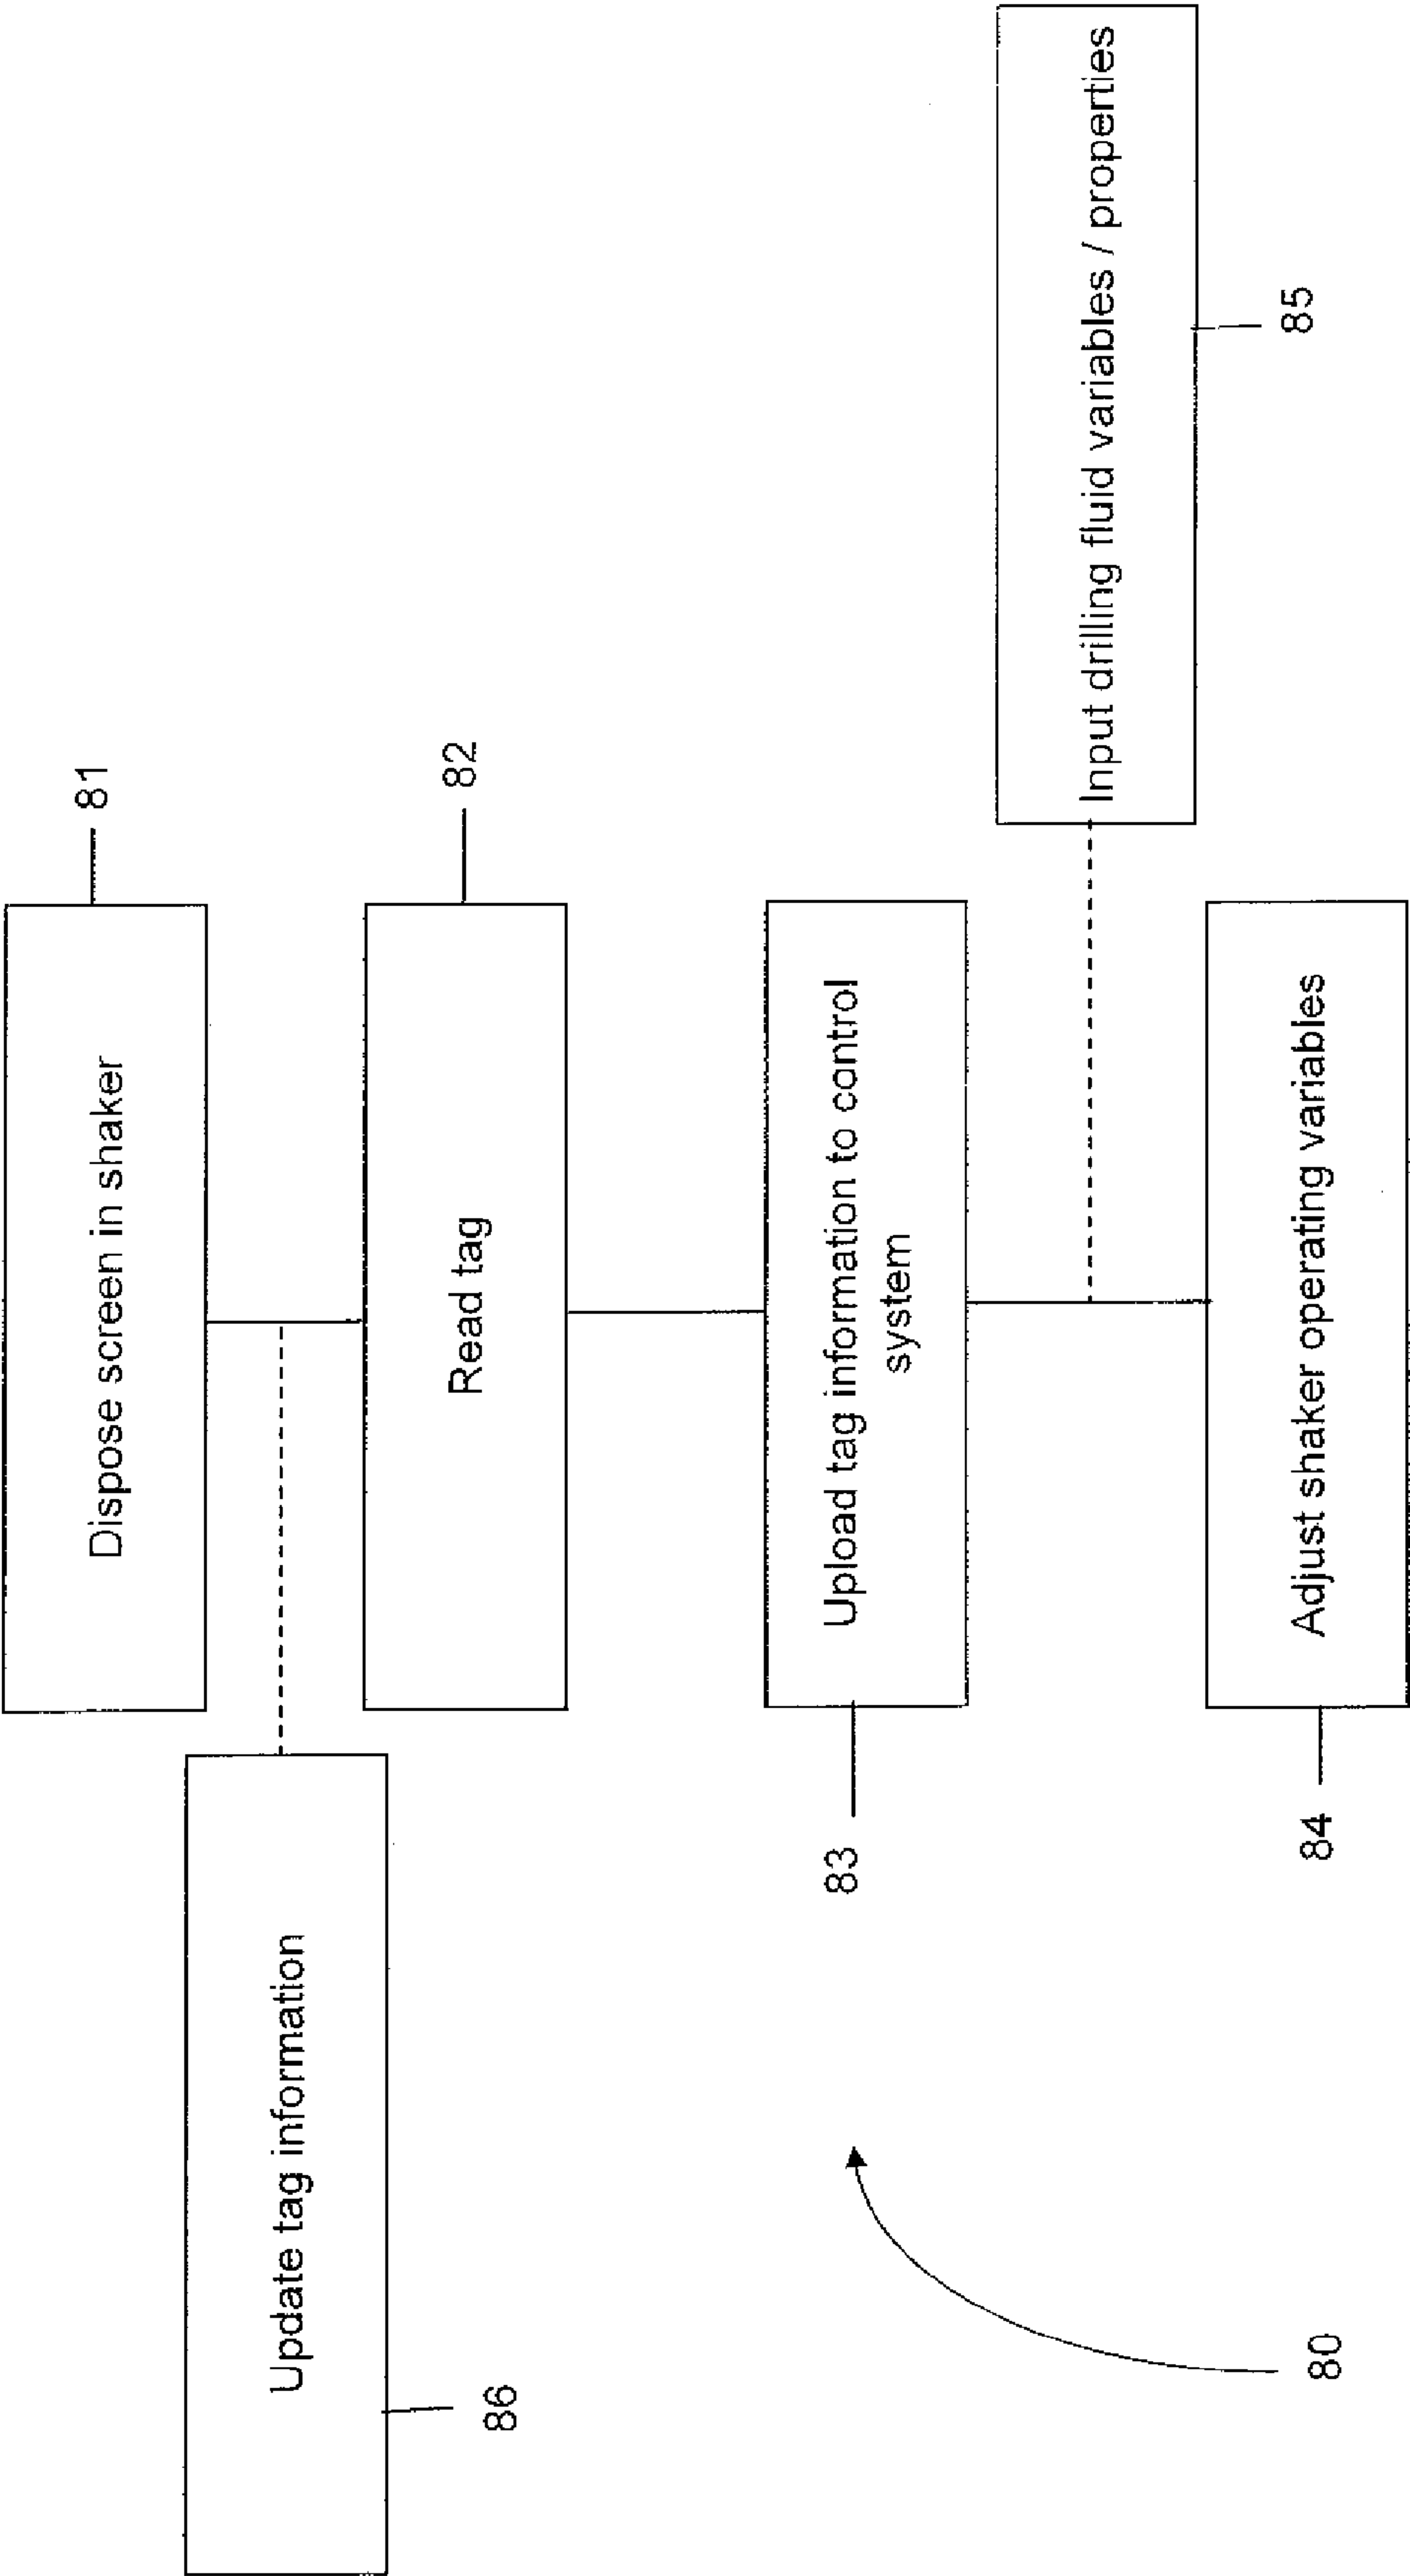 Dispose screen in shaker
81
Update tag information
86
Read tag
82
Upload tag information to control
system
83
Input drilling fluid variables / properties
85
Adjust shaker operating variables
84
80